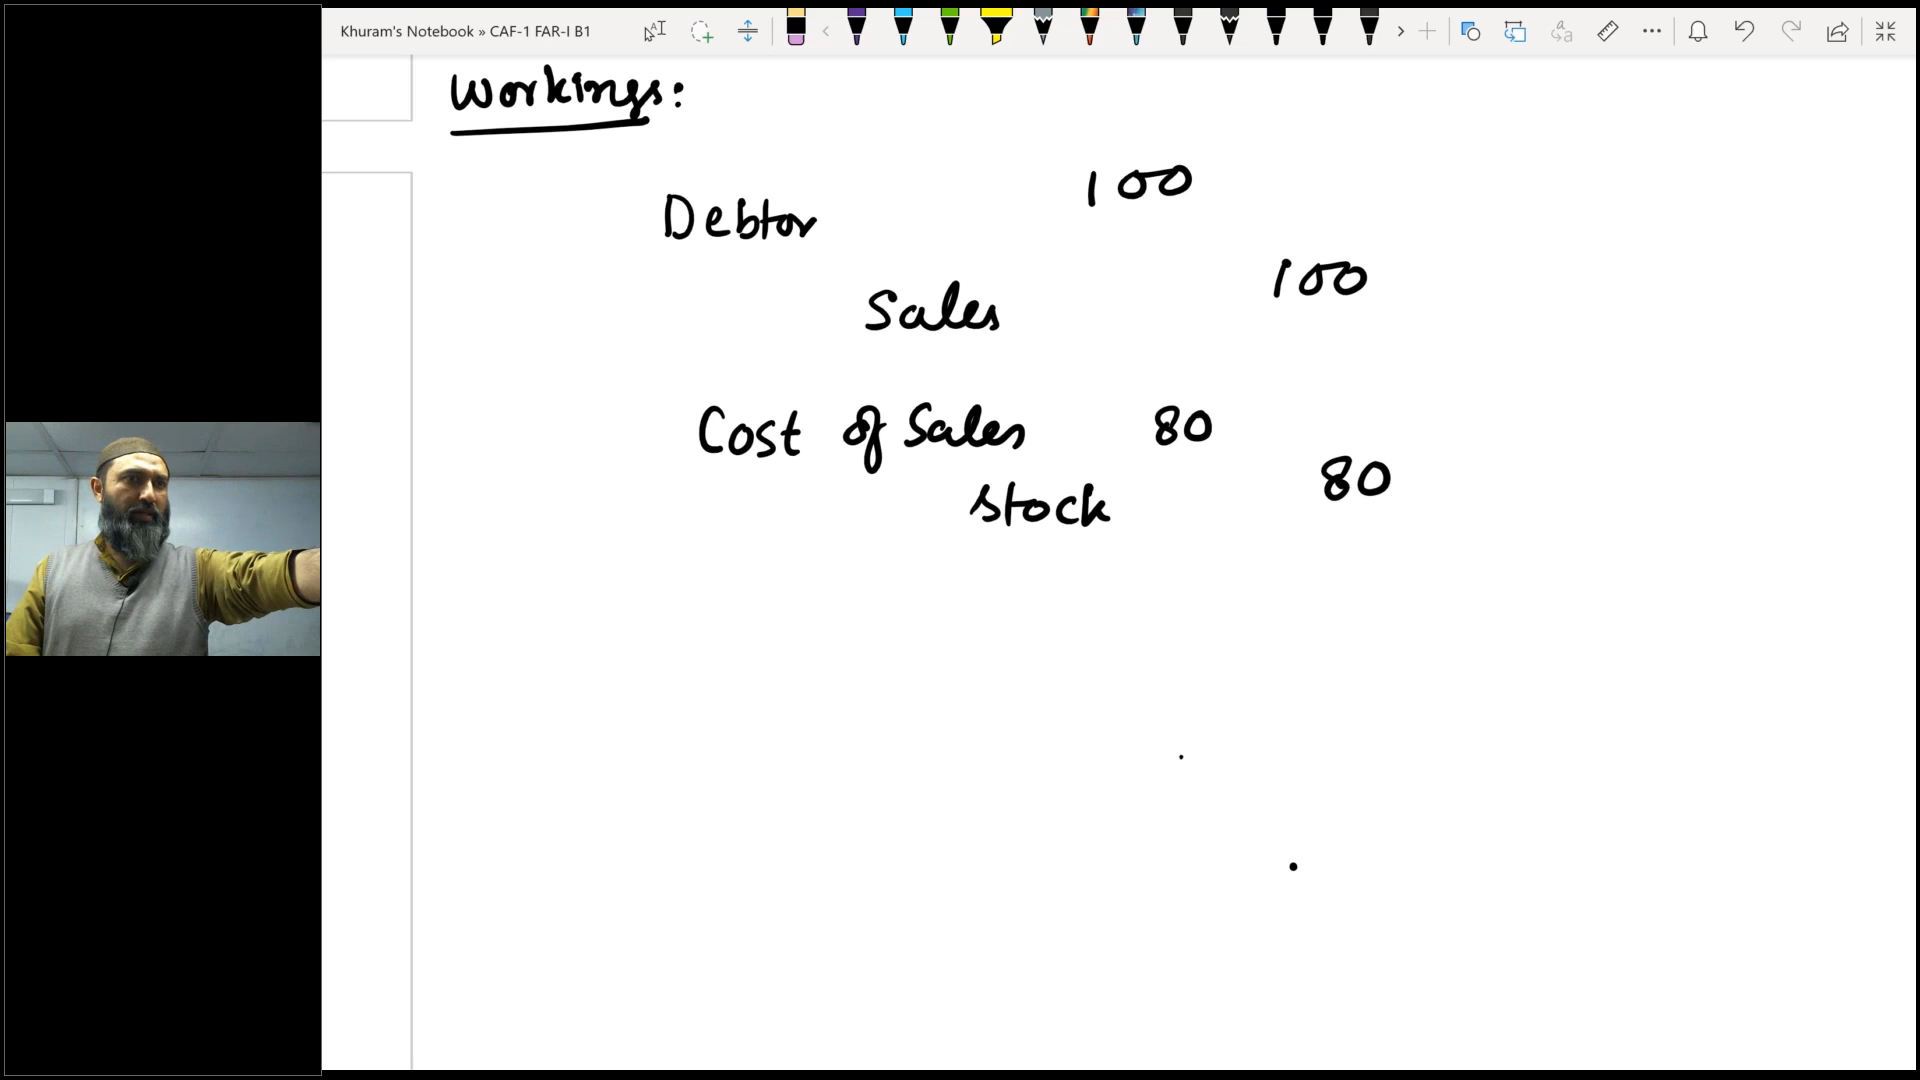 Khuram's Notebook » CAF-1 FAR-I B1
Workings:
Debtor 100
Sales 100
Cost of Sales 80
Stock 80